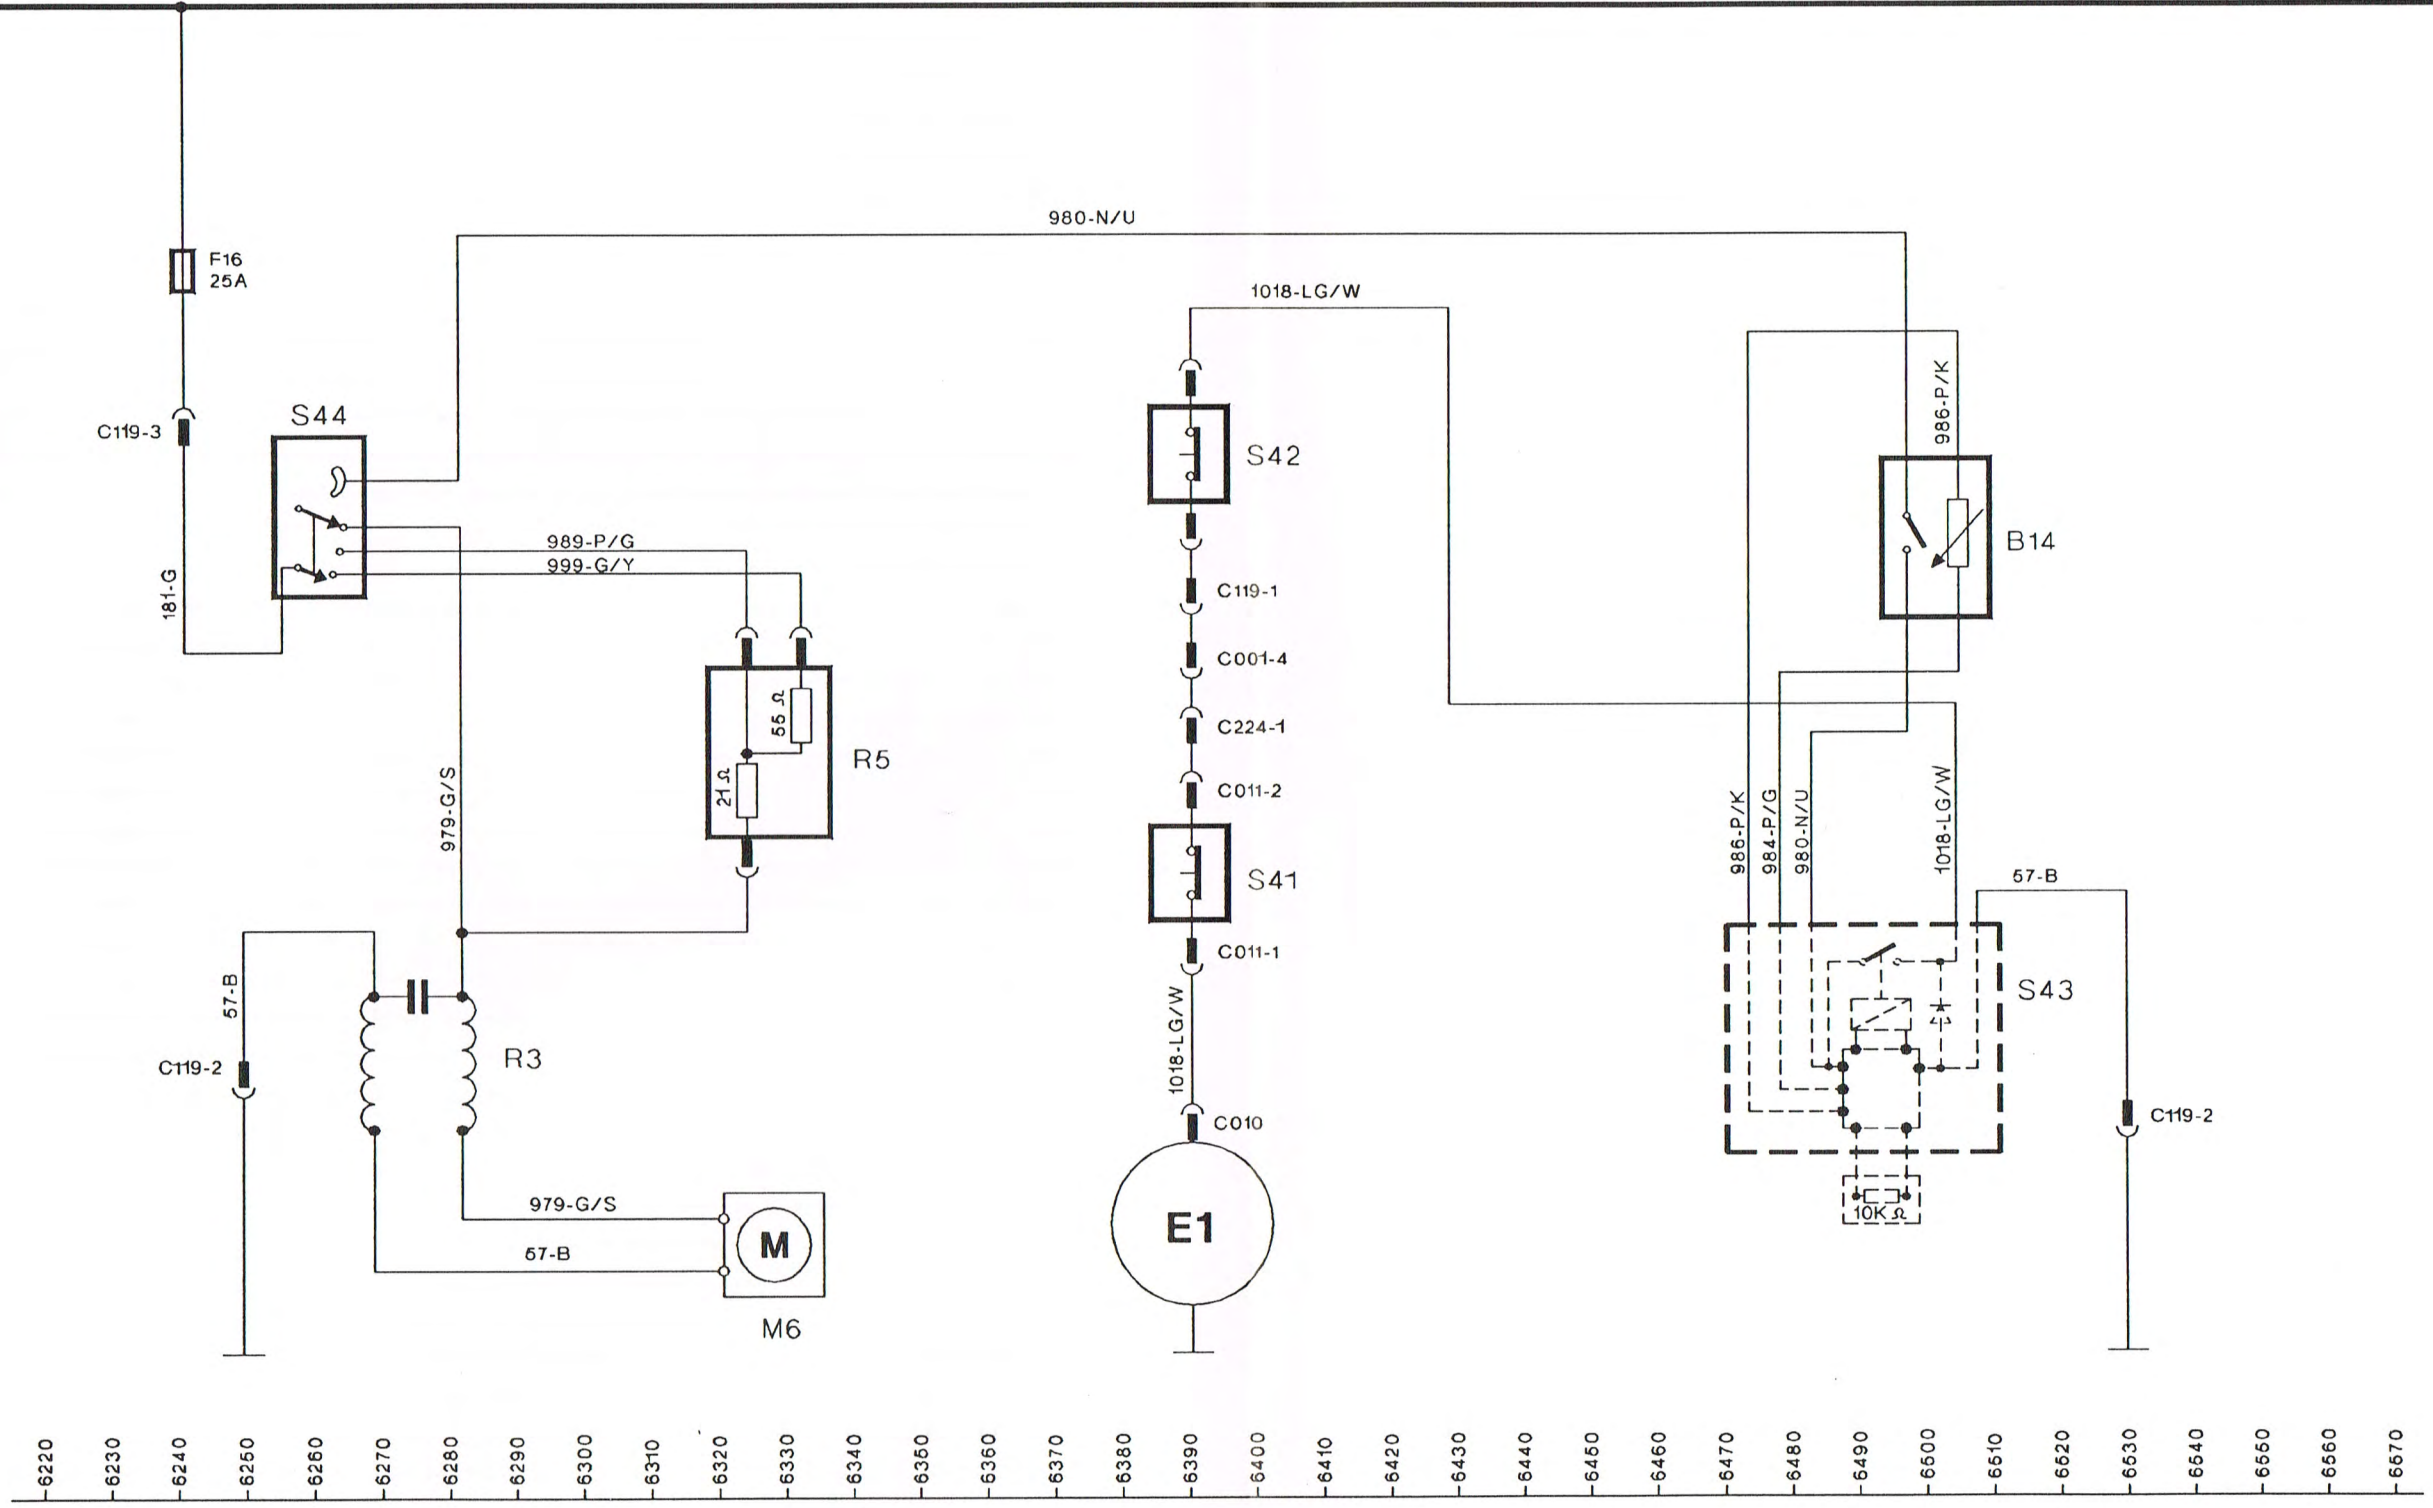 980-N/U
F16
25A
1018-LG/W
986-P/K
S44
C119-3
S42
989-P/G
B14
999-G/Y
181-G
C119-1
C001-4
55 Ω
C224-1
R5
21 Ω
C011-2
979-G/S
986-P/K
984-P/G
980-N/U
1018-LG/W
S41
57-B
C011-1
57-B
S43
R3
C119-2
1018-LG/W
C010
C119-2
979-G/S
10K Ω
E1
M
57-B
M6
6220 6230 6240 6250 6260 6270 6280 6290 6300 6310 6320 6330 6340 6350 6360 6370 6380 6390 6400 6410 6420 6430 6440 6450 6460 6470 6480 6490 6500 6510 6520 6530 6540 6550 6560 6570